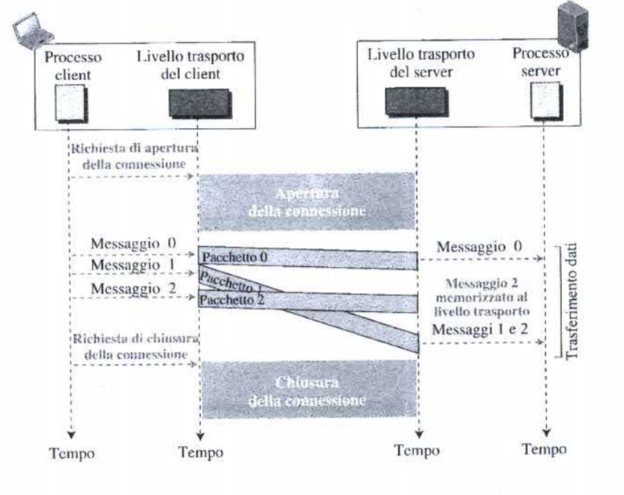 Processo
client
Livello trasporto
del client
Livello trasporto
del server
Processo
server
Richiesta di apertura
della connessione
Apertura
della connessione
Messaggio 0
Messaggio 1
Messaggio 2
Pacchetto 0
Pacchetto 1
Pacchetto 2
Messaggio 0
Messaggio 2
memorizzato al
livello trasporto
Messaggi 1 e 2
Trasferimento dati
Richiesta di chiusura
della connessione
Chiusura
della connessione
Tempo
Tempo
Tempo
Tempo